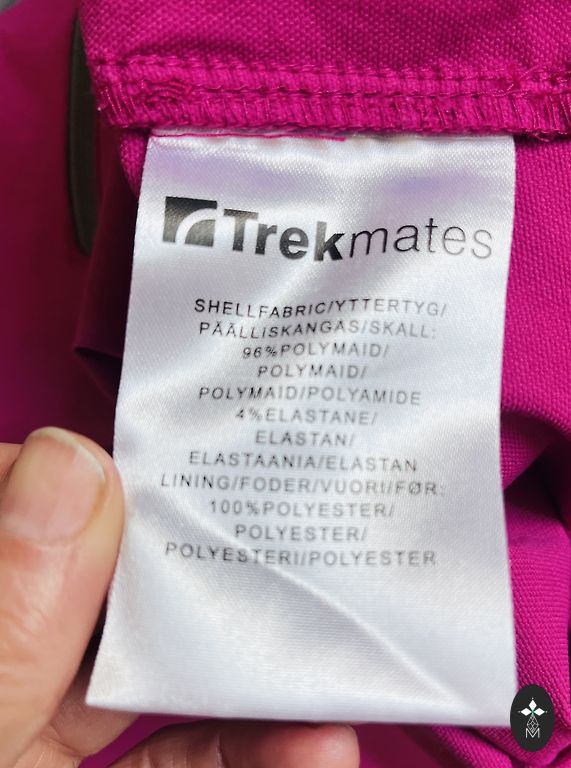 Trekmates
SHELLFABRIC/YTTERTYG/
PÄÄLLISKANGAS/SKALL:
96%POLYMAID/
POLYMAID/
POLYMAID/POLYAMIDE
4%ELASTANE/
ELASTAN/
ELASTAANIA/ELASTAN
LINING/FODER/VUORI/FØR:
100%POLYESTER/
POLYESTER/
POLYESTERI/POLYESTER